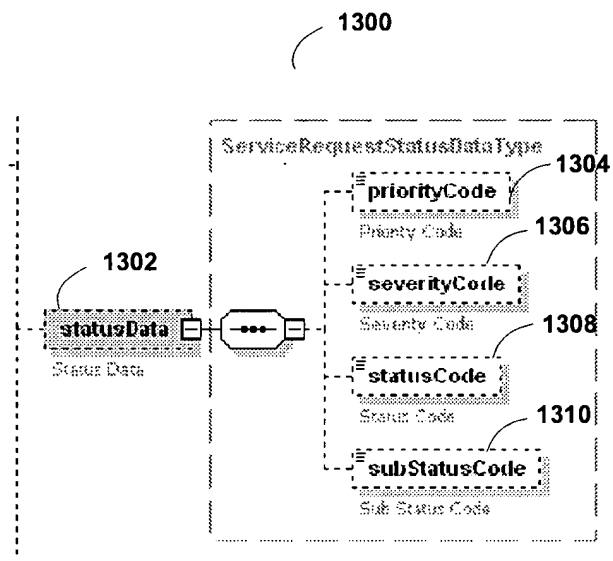 1300
ServiceRequestStatusDataType
1304
priorityCode
Priority Code
1306
severityCode
Severity Code
1302
statusData
Status Data
1308
statusCode
Status Code
1310
subStatusCode
Sub Status Code